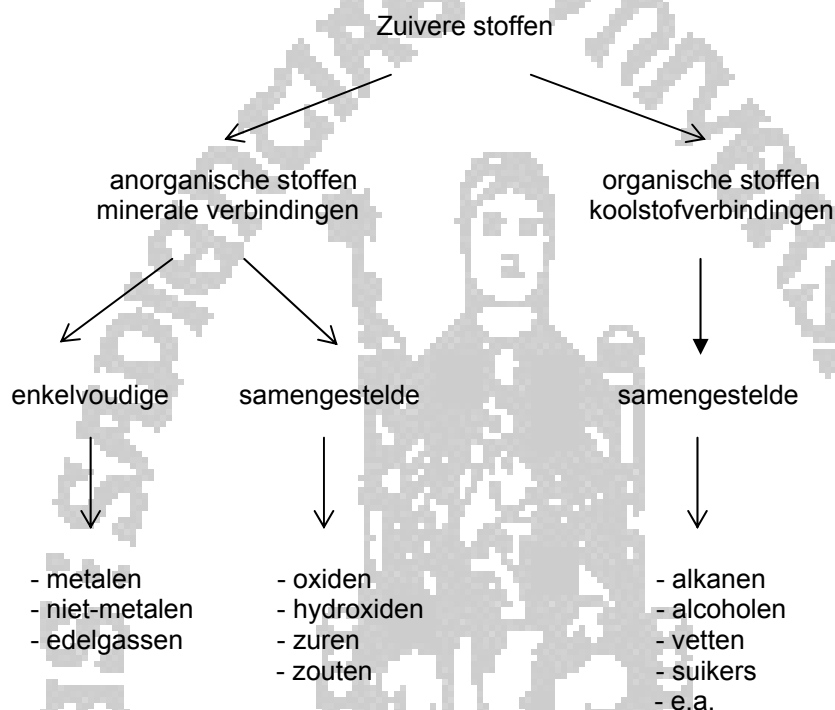 Zuivere stoffen
anorganische stoffen
minerale verbindingen
organische stoffen
koolstofverbindingen
enkelvoudige
samengestelde
samengestelde
- metalen
- niet-metalen
- edelgassen
- oxiden
- hydroxiden
- zuren
- zouten
- alkanen
- alcoholen
- vetten
- suikers
- e.a.